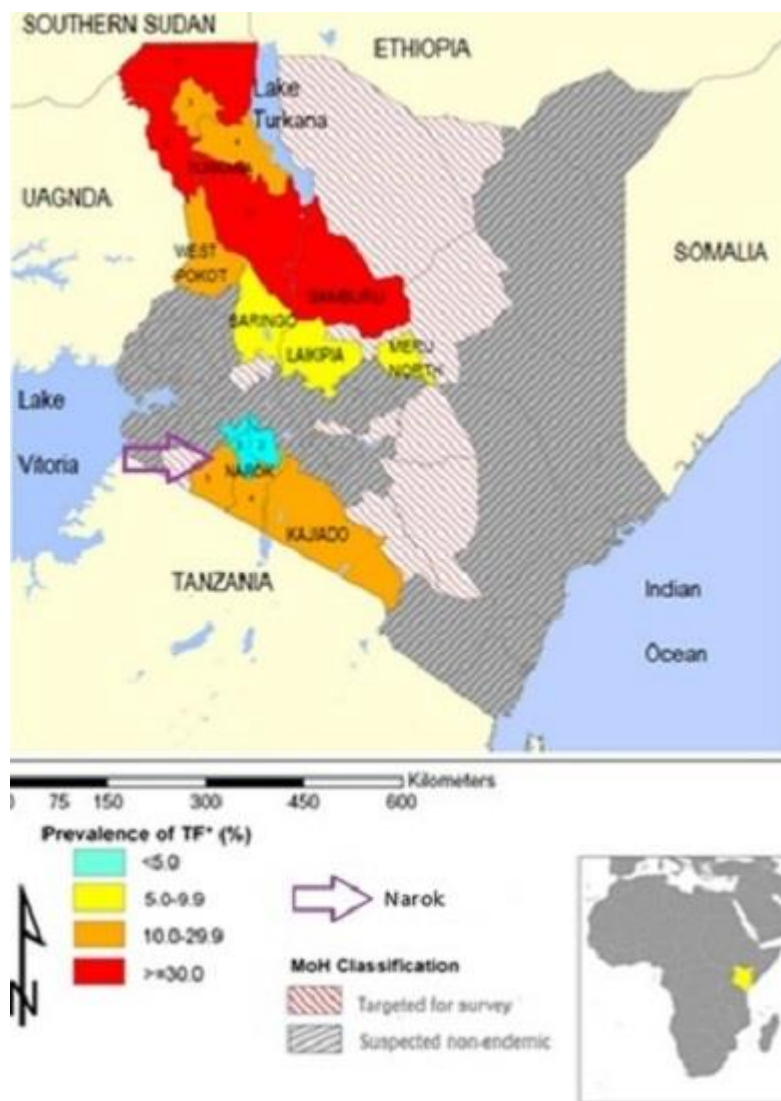 SOUTHERN SUDAN
ETHIOPIA
Lake
Turkana
UAGNDA
WEST
POKOT
SOMALIA
SAMBURU
BARINGO
LAIKIPIA
MERU
NORTH
Lake
Vitoria
NAROK
KAJIADO
TANZANIA
Indian
Ocean
75 150 300 450 600
Kilometers
Prevalence of TF* (%)
<5.0
5.0-9.9
10.0-29.9
>=30.0
N
Narok
MoH Classification
Targeted for survey
Suspected non-endemic